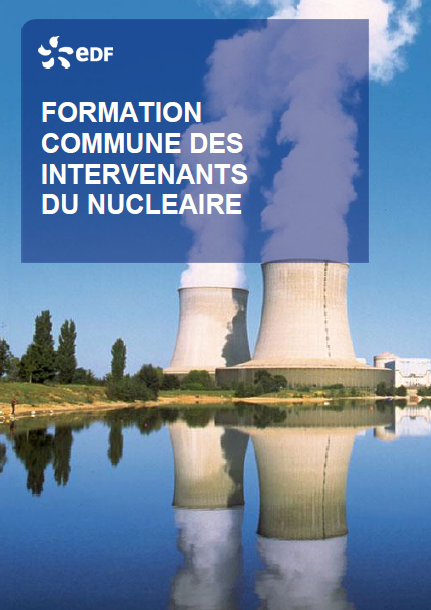 eDF
FORMATION
COMMUNE DES
INTERVENANTS
DU NUCLEAIRE